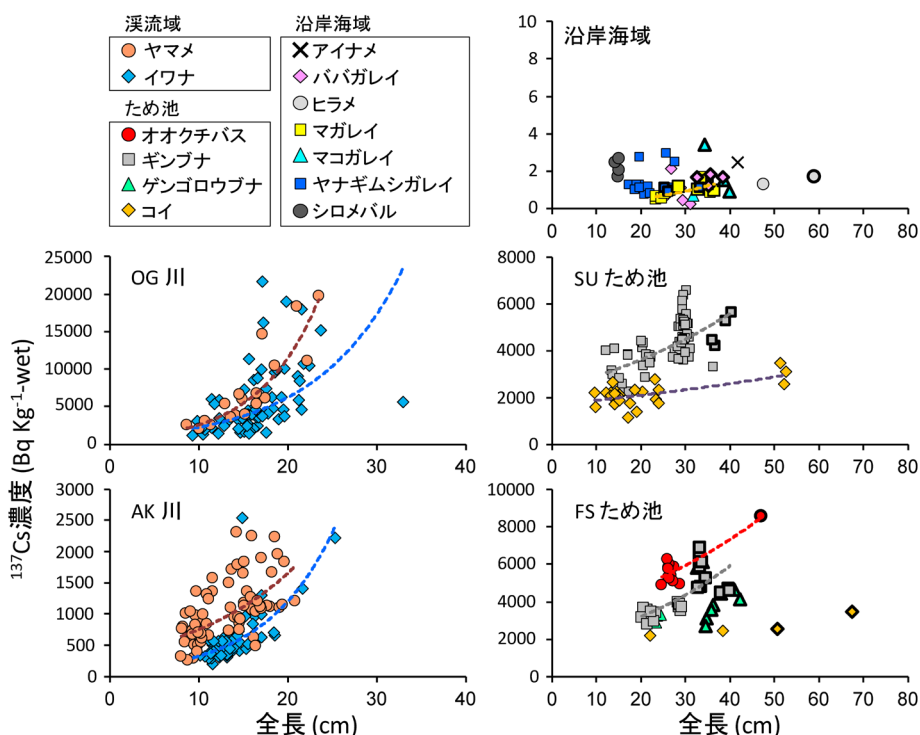 渓流域
ヤマメ
イワナ
ため池
オオクチバス
ギンブナ
ゲンゴロウブナ
コイ
沿岸海域
アイナメ
ババガレイ
ヒラメ
マガレイ
マコガレイ
ヤナギムシガレイ
シロメバル
沿岸海域
10
8
6
4
2
0
0 10 20 30 40 50 60 70 80
137Cs濃度 (Bq Kg-1-wet)
OG 川
20000
15000
25000
10000
5000
0
0 10 20 30 40
SU ため池
8000
6000
4000
2000
0
0 10 20 30 40 50 60 70 80
AK 川
3000
2500
2000
1500
1000
500
0
0 10 20 30 40
全長 (cm)
FS ため池
10000
8000
6000
4000
2000
0
0 10 20 30 40 50 60 70 80
全長 (cm)